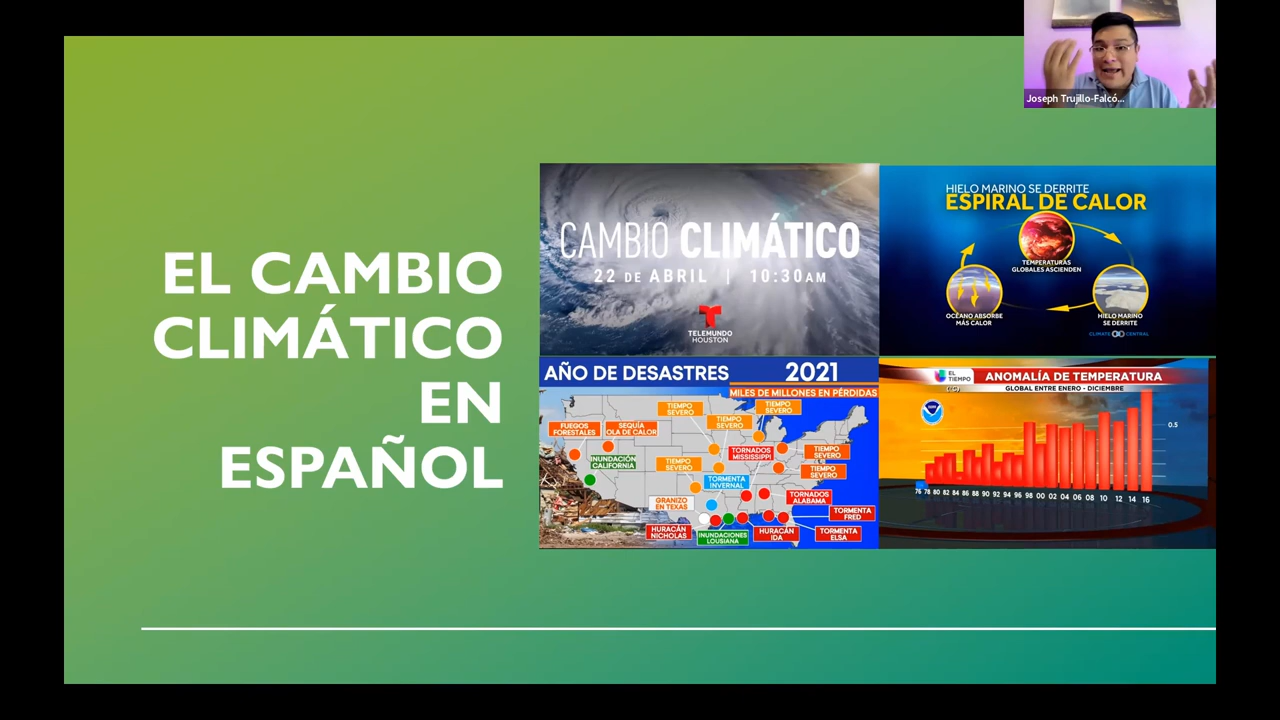 Joseph Trujillo-Falcó...
EL CAMBIO
CLIMÁTICO
EN
ESPAÑOL
CAMBIO CLIMÁTICO
22 DE ABRIL | 10:30AM
TELEMUNDO
HOUSTON
HIELO MARINO SE DERRITE
ESPIRAL DE CALOR
TEMPERATURAS
GLOBALES ASCIENDEN
OCÉANO ABSORBE
MÁS CALOR
HIELO MARINO
SE DERRITE
CLIMATE CENTRAL
AÑO DE DESASTRES 2021
MILES DE MILLONES EN PÉRDIDAS
TIEMPO
SEVERO
TIEMPO
SEVERO
TIEMPO
SEVERO
FUEGOS
FORESTALES
SEQUÍA
OLA DE CALOR
INUNDACIÓN
CALIFORNIA
TIEMPO
SEVERO
TORNADOS
MISSISSIPPI
TIEMPO
SEVERO
TIEMPO
SEVERO
TORMENTA
INVERNAL
GRANIZO
EN TEXAS
TORNADOS
ALABAMA
TORMENTA
FRED
HURACÁN
NICHOLAS
INUNDACIONES
LOUSIANA
HURACÁN
IDA
TORMENTA
ELSA
EL
TIEMPO
ANOMALÍA DE TEMPERATURA
(°C)
GLOBAL ENTRE ENERO - DICIEMBRE
NOAA
0.5
76 78 80 82 84 86 88 90 92 94 96 98 00 02 04 06 08 10 12 14 16